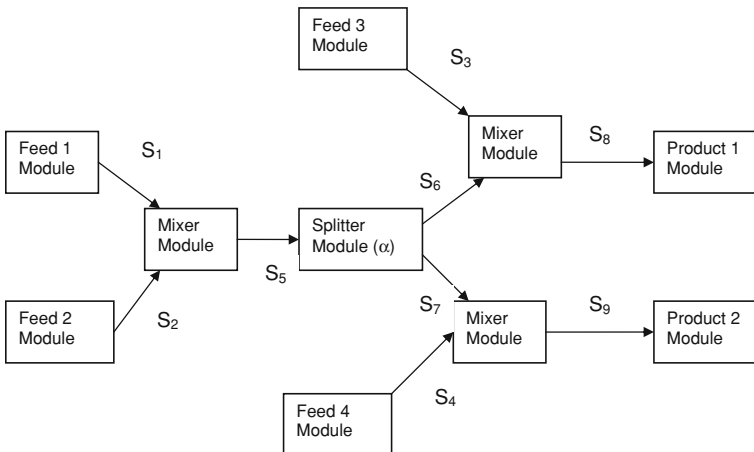 Feed 3
Module
S3
Feed 1
Module
S1
Mixer
Module
S8
Product 1
Module
S6
Mixer
Module
Splitter
Module (α)
S5
Feed 2
Module
S2
S7
Mixer
Module
S9
Product 2
Module
Feed 4
Module
S4